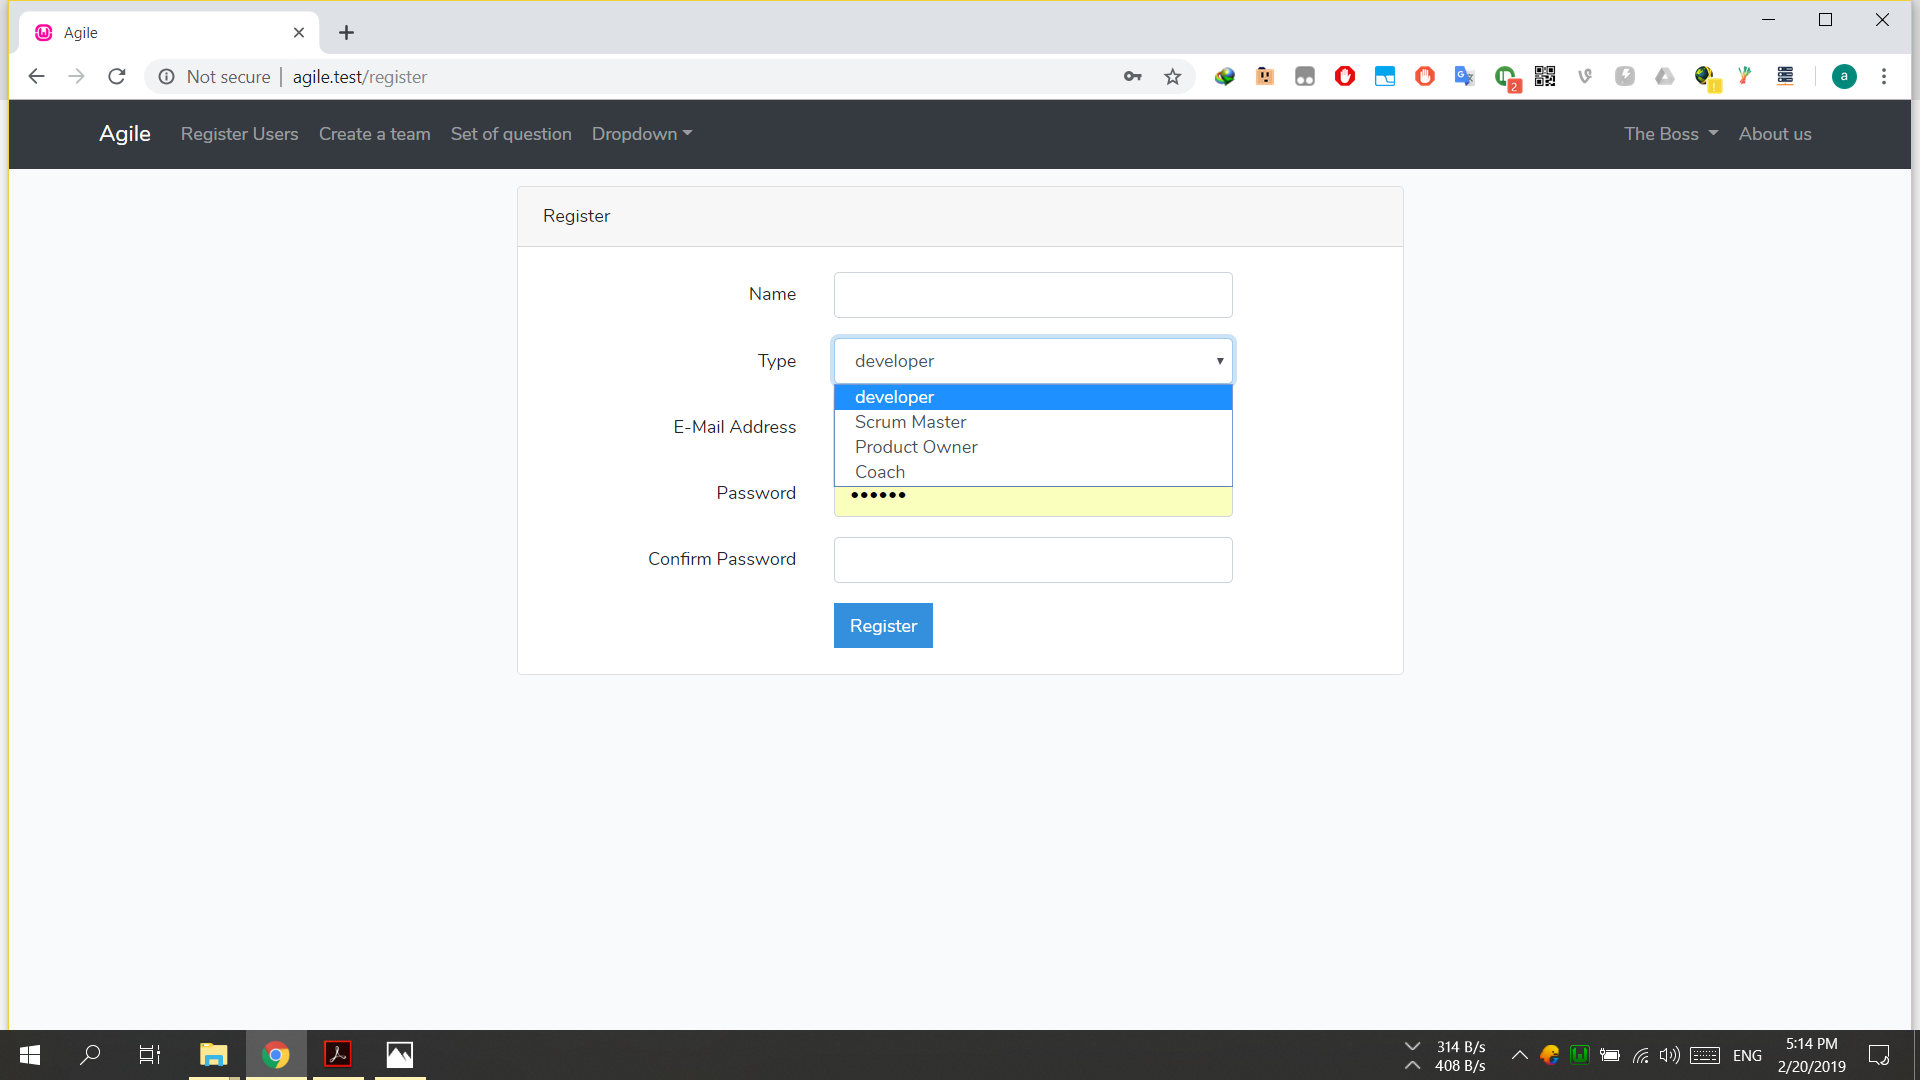 Agile
Not secure | agile.test/register
2
Agile Register Users Create a team Set of question Dropdown The Boss About us
Register
Name
Type developer
developer
Scrum Master
Product Owner
Coach
E-Mail Address
Password ••••••
Confirm Password
Register
314 B/s
408 B/s
ENG
5:14 PM
2/20/2019